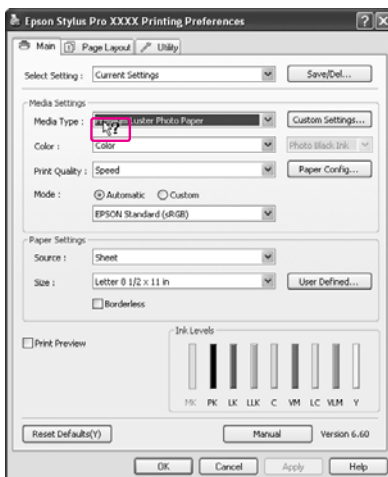 Epson Stylus Pro XXXX Printing Preferences
Main Page Layout Utility
Select Setting : Current Settings Save/Del...
Media Settings
Media Type : Luster Photo Paper Custom Settings...
Color : Color Photo Black Ink
Print Quality : Speed Paper Config...
Mode : Automatic Custom
EPSON Standard (sRGB)
Paper Settings
Source : Sheet
Size : Letter 8 1/2 x 11 in User Defined...
Borderless
Print Preview
Ink Levels
MK PK LK LLK C VM LC VLM Y
Reset Defaults(Y) Manual Version 6.60
OK Cancel Apply Help